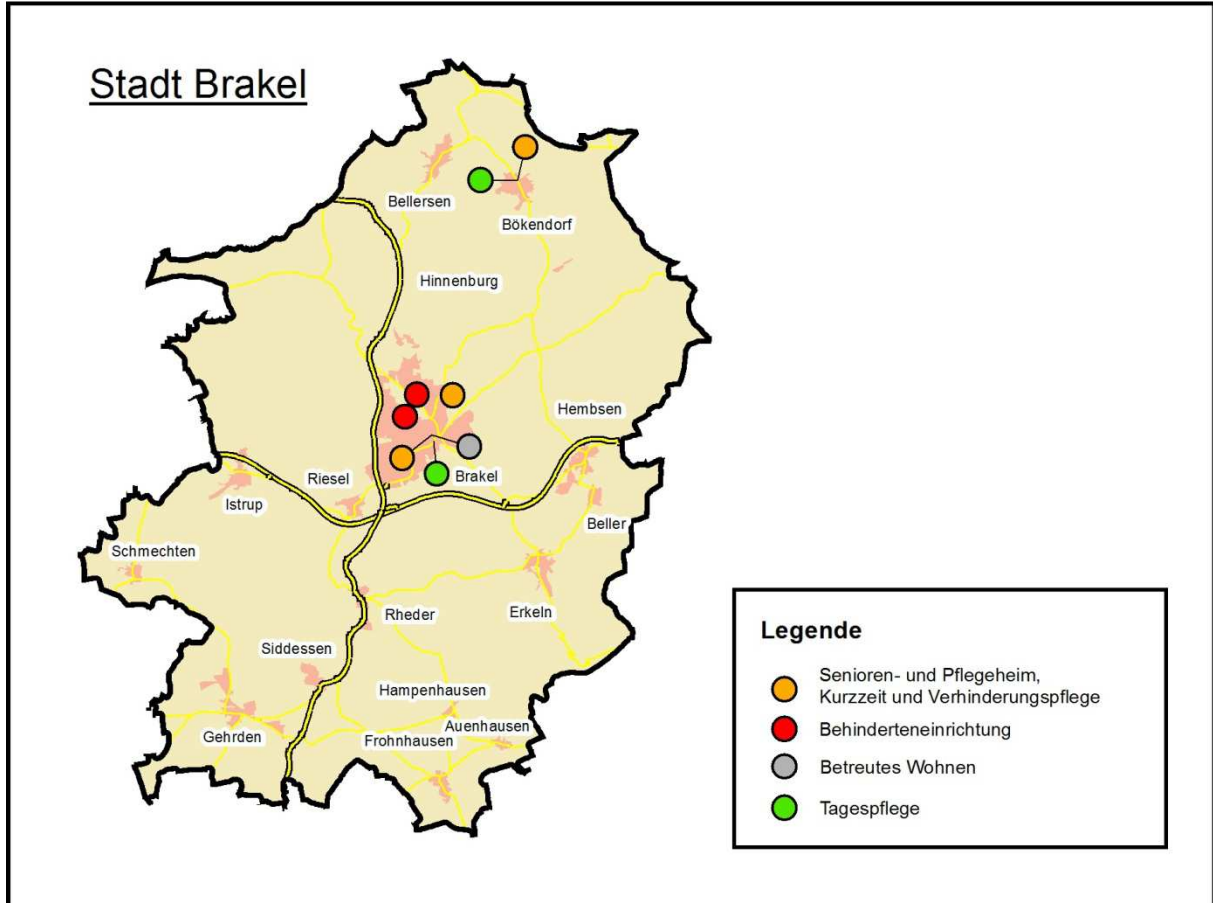 Stadt Brakel
Bellersen
Bökendorf
Hinnenburg
Hembsen
Riesel
Brakel
Istrup
Beller
Schmechten
Rheder
Erkeln
Siddessen
Hampenhausen
Auenhausen
Gehrden
Frohnhausen
Legende
Senioren- und Pflegeheim,
Kurzzeit und Verhinderungspflege
Behinderteneinrichtung
Betreutes Wohnen
Tagespflege